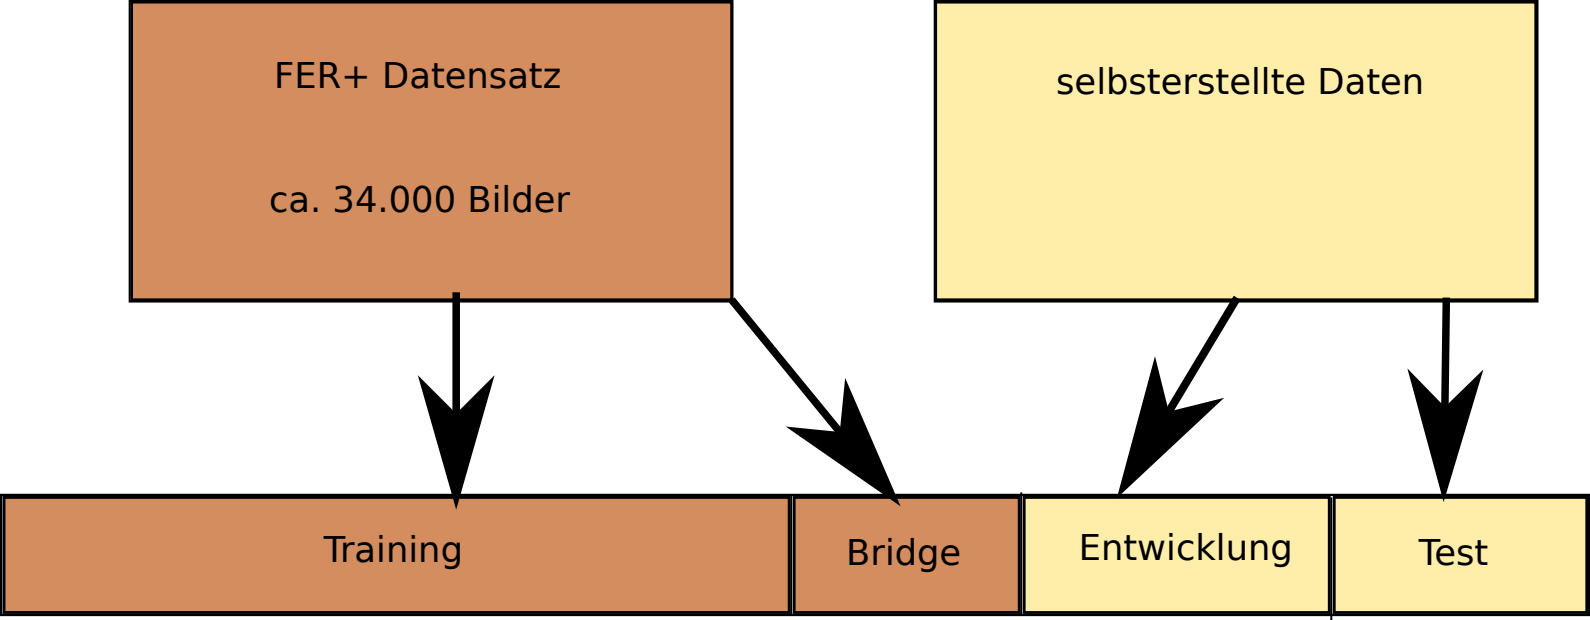 FER+ Datensatz
ca. 34.000 Bilder
selbsterstellte Daten
Training
Bridge
Entwicklung
Test